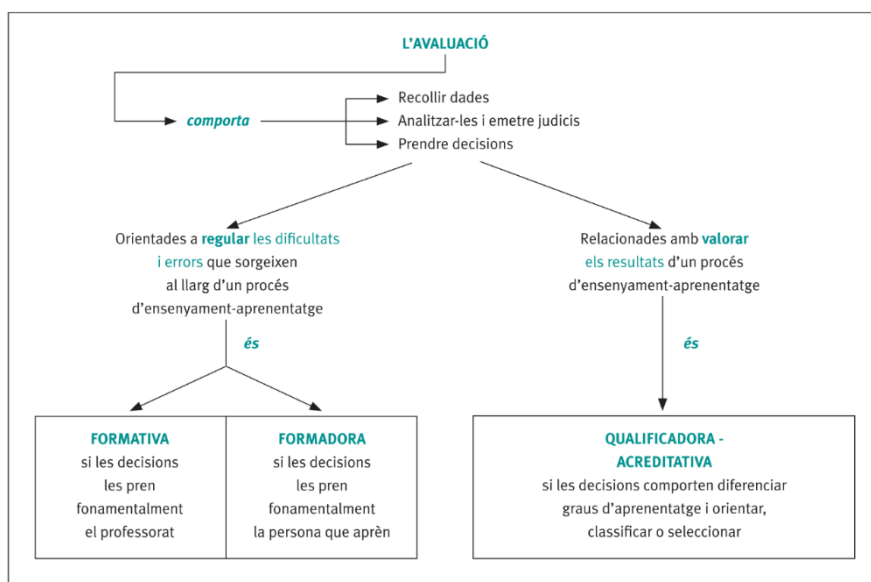 L'AVALUACIÓ
comporta
Recollir dades
Analitzar-les i emetre judicis
Prendre decisions
Orientades a regular les dificultats
i errors que sorgeixen
al llarg d'un procés
d'ensenyament-aprenentatge
és
FORMATIVA
si les decisions
les pren
fonamentalment
el professorat
FORMADORA
si les decisions
les pren
fonamentalment
la persona que aprèn
Relacionades amb valorar
els resultats d'un procés
d'ensenyament-aprenentatge
és
QUALIFICADORA -
ACREDITATIVA
si les decisions comporten diferenciar
graus d'aprenentatge i orientar,
classificar o seleccionar